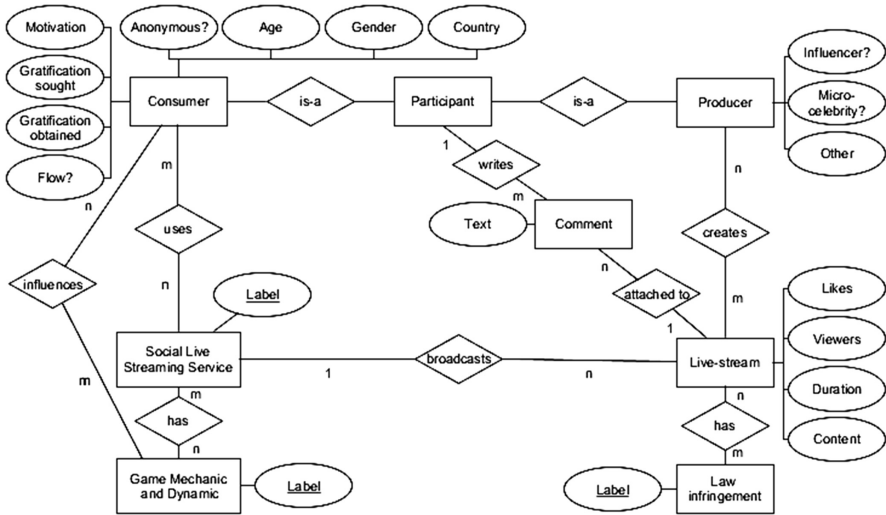 Motivation
Anonymous?
Age
Gender
Country
Gratification
sought
Gratification
obtained
Flow?
Consumer
is-a
Participant
is-a
Producer
Influencer?
Micro-
celebrity?
Other
1
writes
m
m
n
n
uses
Text
Comment
creates
n
influences
n
Label
attached to
m
1
Likes
Viewers
Duration
Content
Social Live
Streaming Service
1
broadcasts
n
Live-stream
m
m
has
n
n
has
m
Game Mechanic
and Dynamic
Label
Label
Law
infringement